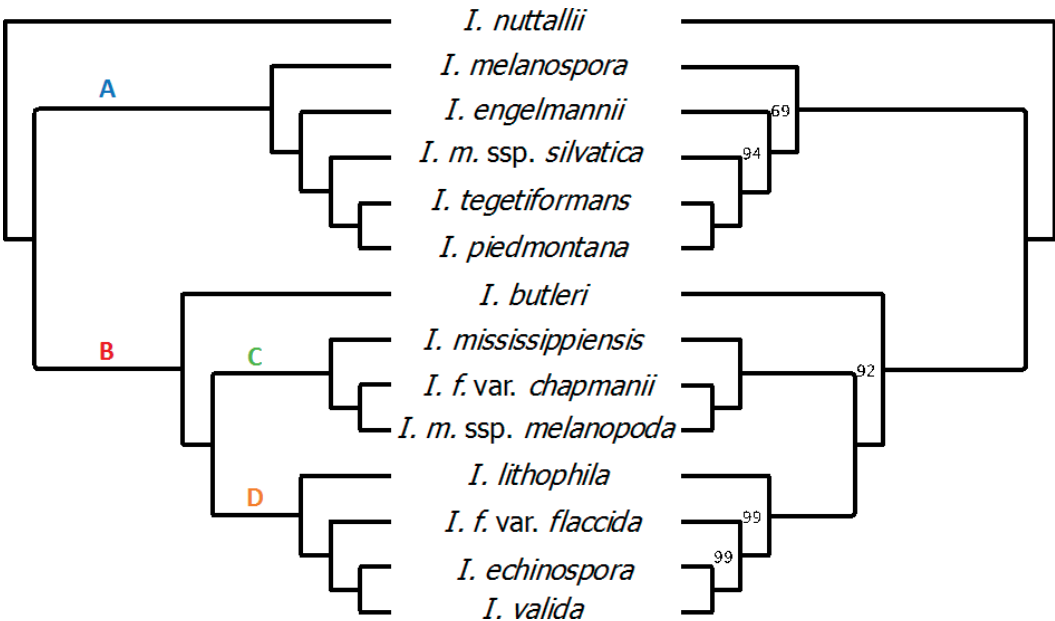 I. nuttallii
A
I. melanospora
I. engelmannii
69
I. m. ssp. silvatica
94
I. tegetiformans
I. piedmontana
I. butleri
B
C
I. mississippiensis
92
I. f. var. chapmanii
I. m. ssp. melanopoda
I. lithophila
D
I. f. var. flaccida
99
I. echinospora
99
I. valida